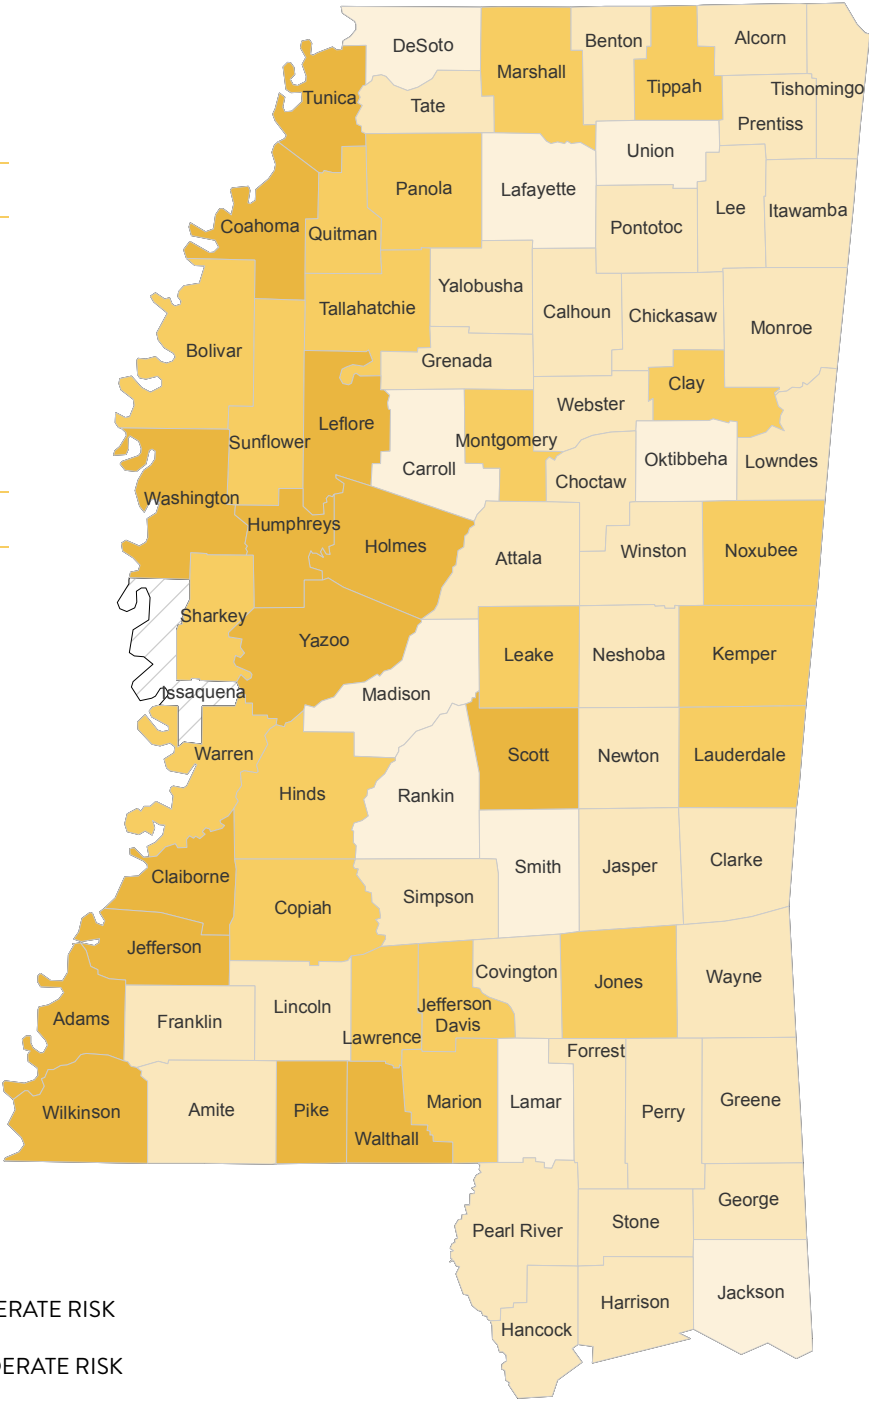 DeSoto
Benton
Alcorn
Marshall
Tippah
Tishomingo
Tunica
Tate
Prentiss
Union
Panola
Lafayette
Lee
Itawamba
Coahoma
Quitman
Pontotoc
Yalobusha
Tallahatchie
Calhoun
Chickasaw
Monroe
Bolivar
Grenada
Clay
Webster
Leflore
Sunflower
Montgomery
Carroll
Oktibbeha
Lowndes
Choctaw
Washington
Humphreys
Holmes
Attala
Winston
Noxubee
Sharkey
Yazoo
Leake
Neshoba
Kemper
Issaquena
Madison
Warren
Scott
Newton
Lauderdale
Hinds
Rankin
Smith
Jasper
Clarke
Claiborne
Copiah
Simpson
Jefferson
Covington
Jones
Wayne
Adams
Franklin
Lincoln
Lawrence
Jefferson
Davis
Forrest
Wilkinson
Amite
Pike
Walthall
Marion
Lamar
Perry
Greene
George
Pearl River
Stone
Jackson
Harrison
Hancock
ERATE RISK
DERATE RISK